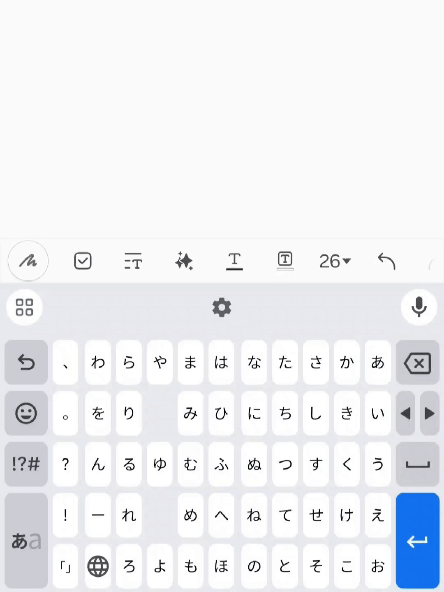 T T T 26
、 わ ら や ま は な た さ か あ
。 を り み ひ に ち し き い
!?# ? ん る ゆ む ふ ぬ つ す く う
! ー れ め へ ね て せ け え
あa 「」 ろ よ も ほ の と そ こ お